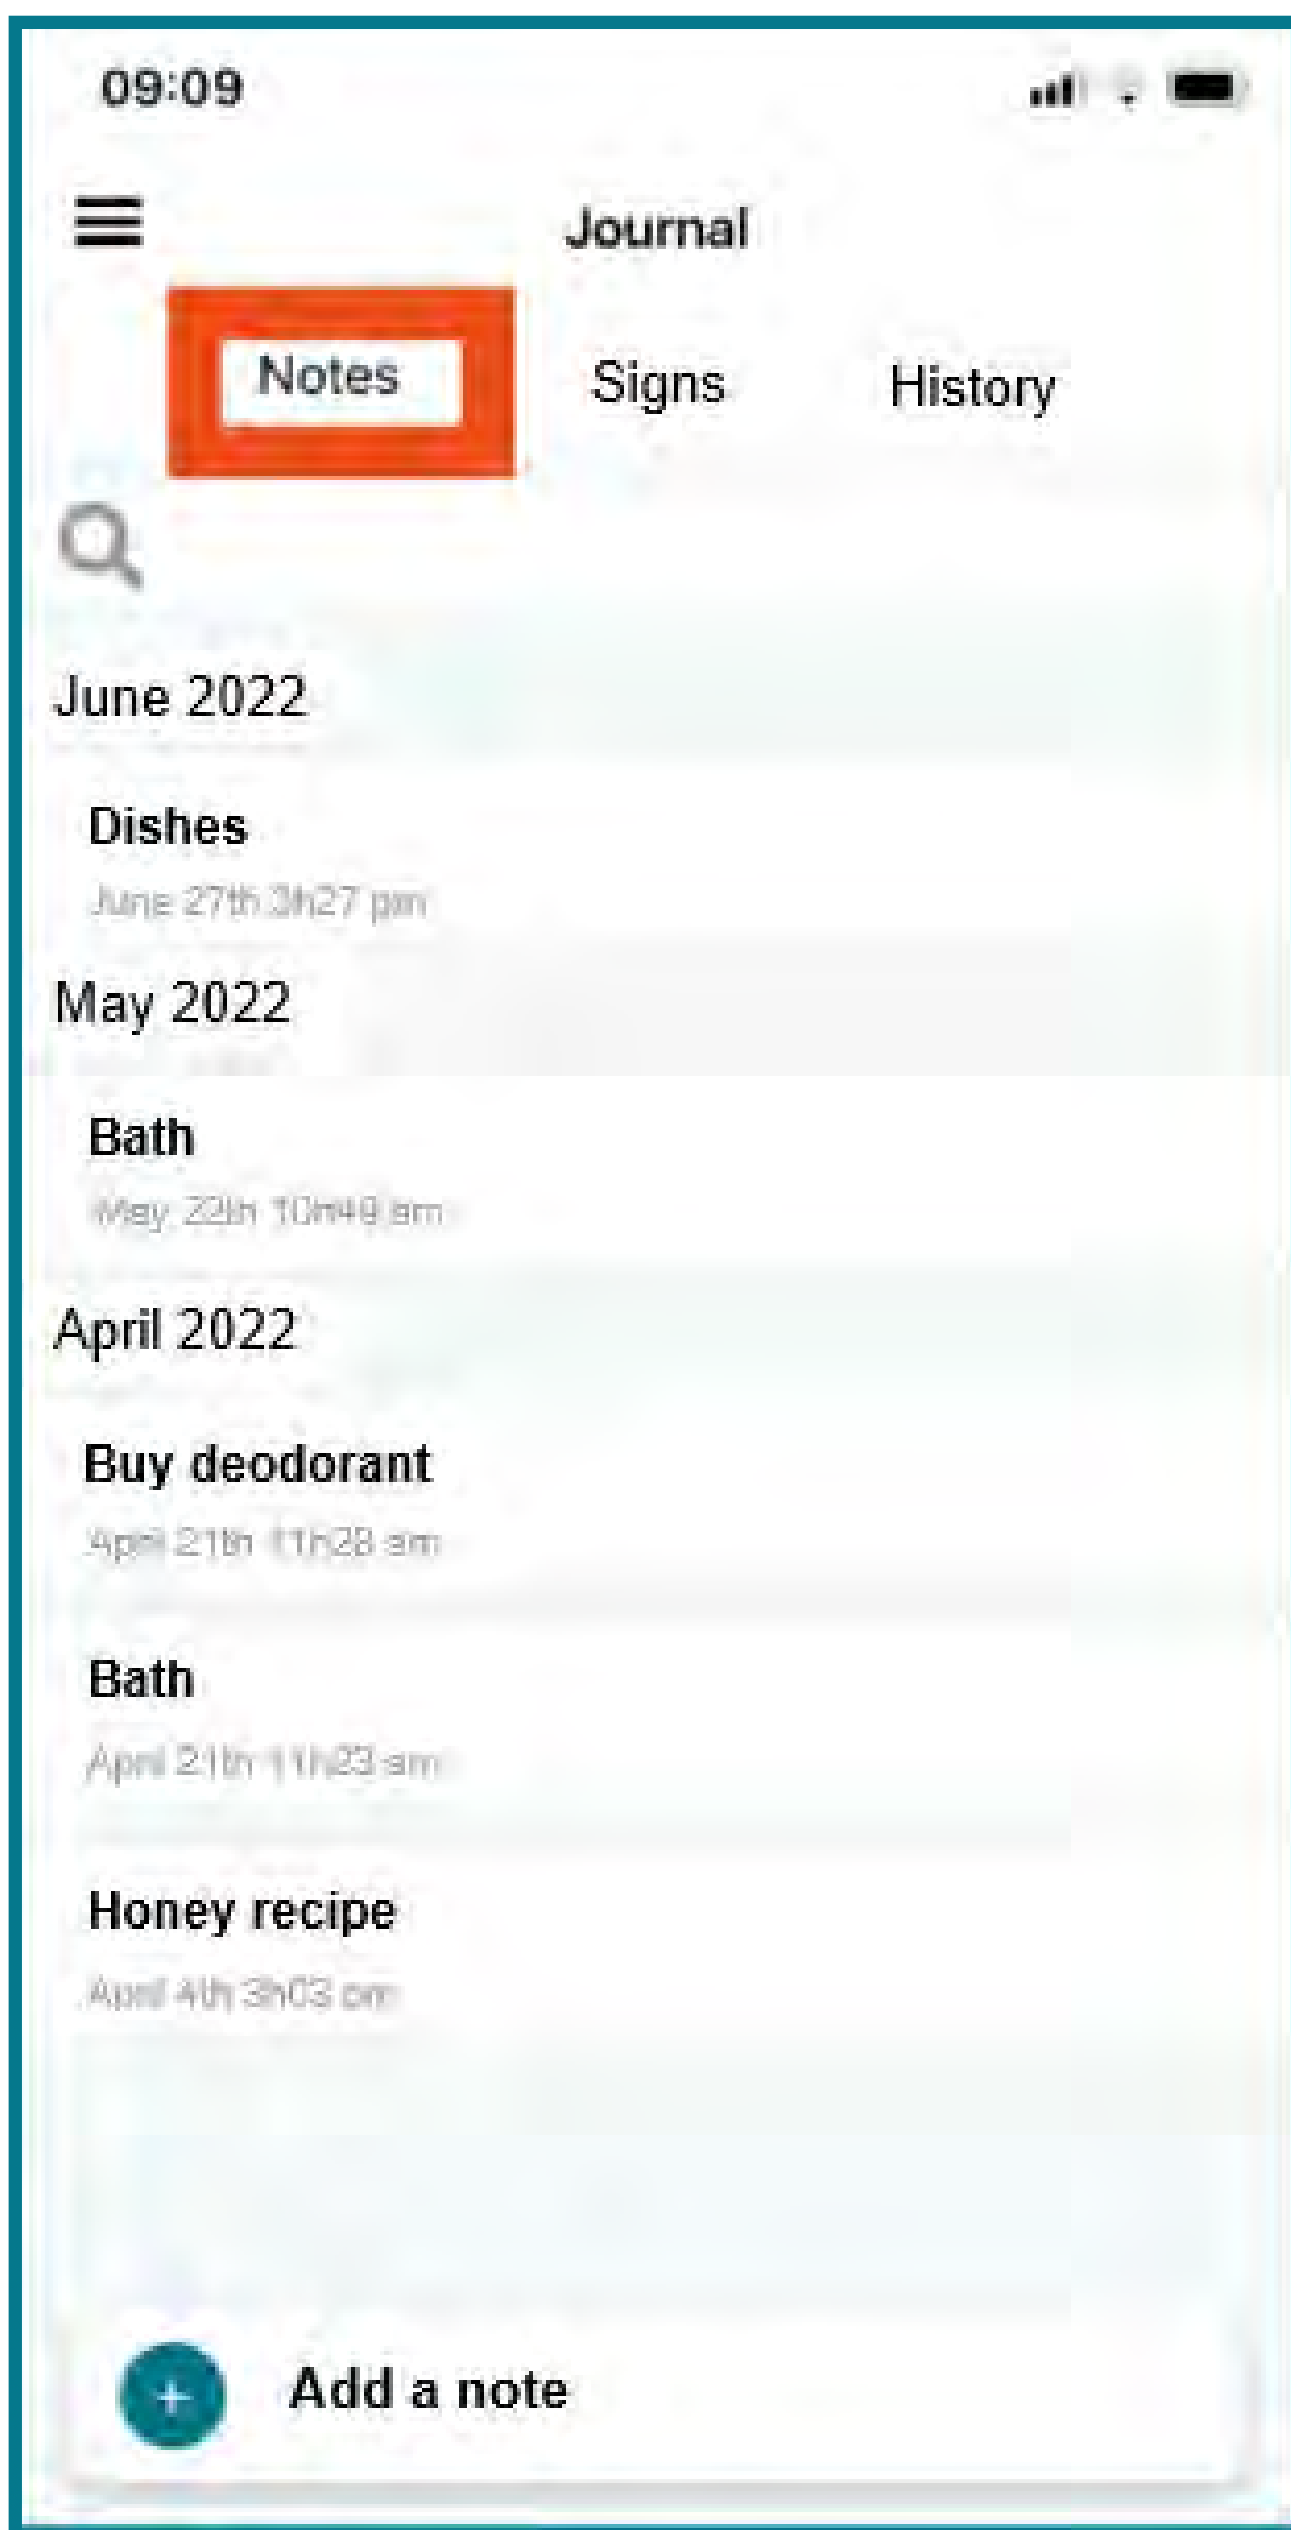 09:09
Journal
Notes Signs History
June 2022
Dishes
June 27th 3h27 pm
May 2022
Bath
May 22th 10h49 am
April 2022
Buy deodorant
April 21th 11h28 am
Bath
April 21th 11h23 am
Honey recipe
April 4th 3h03 pm
+ Add a note